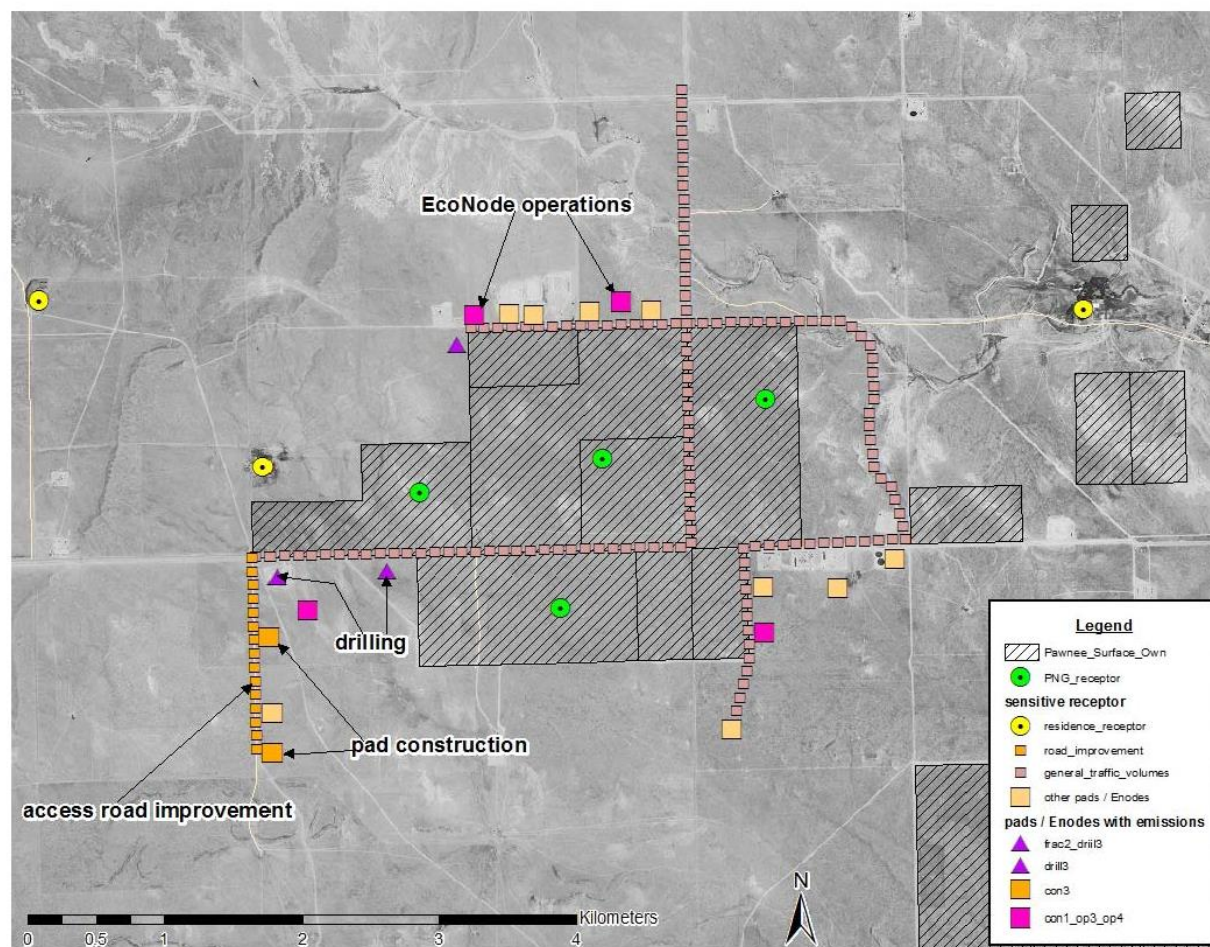 EcoNode operations
drilling
pad construction
access road improvement
N
Kilometers
0 0.5 1 2 3 4
Legend
Pawnee_Surface_Own
PNG_receptor
sensitive receptor
residence_receptor
road_improvement
general_traffic_volumes
other pads / Enodes
pads / Enodes with emissions
frac2_drill3
drill3
con3
con1_op3_op4